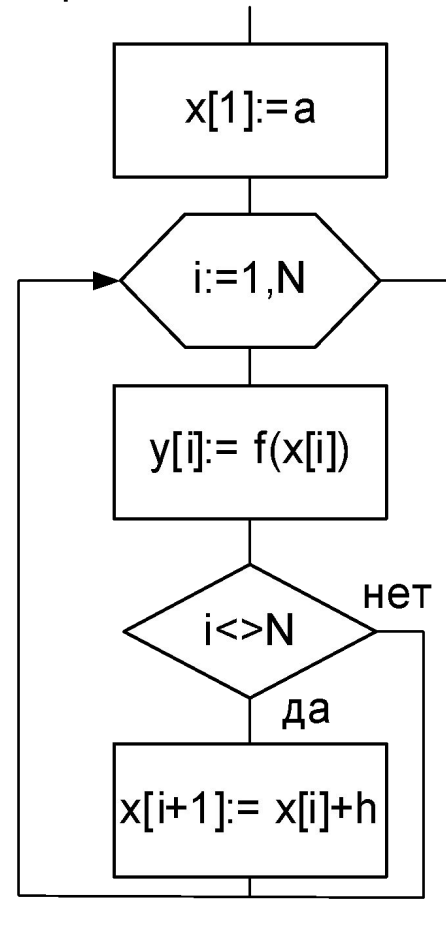 x[1]:=a
i:=1,N
y[i]:= f(x[i])
нет
i<>N
да
x[i+1]:= x[i]+h